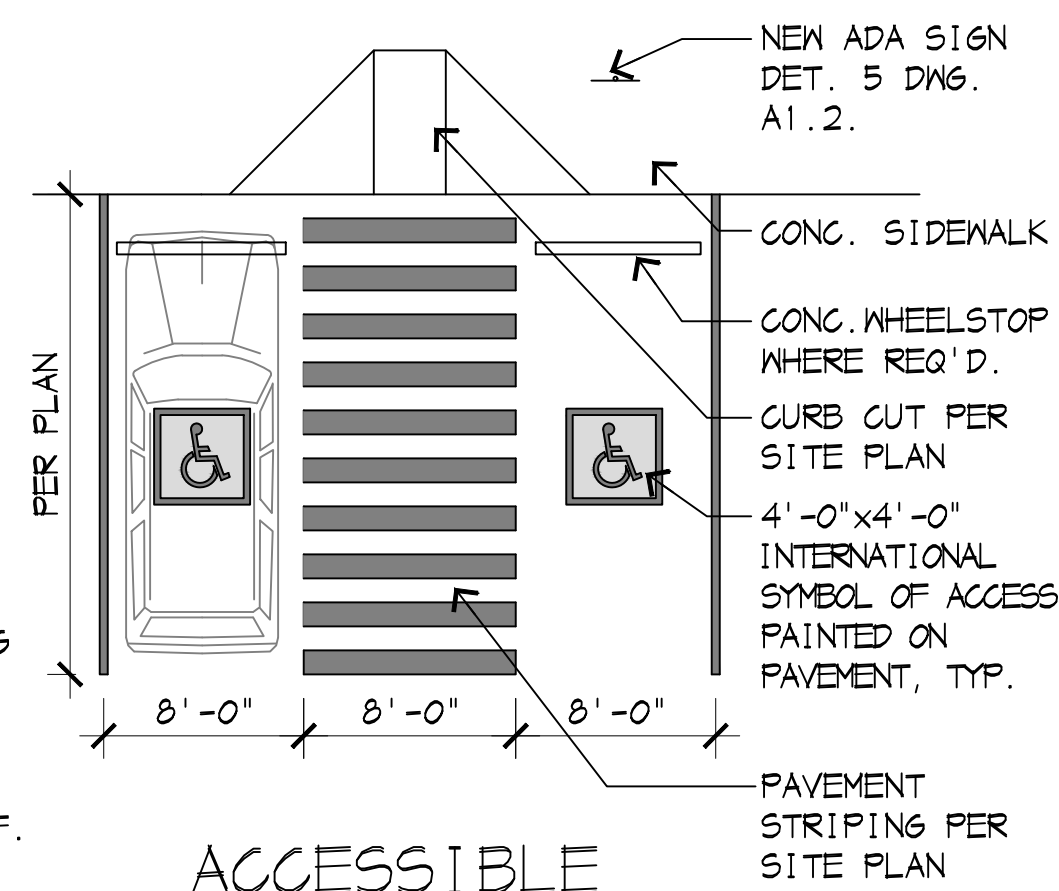 NEW ADA SIGN
DET. 5 DWG.
A1.2.
CONC. SIDEWALK
CONC.WHEELSTOP
WHERE REQ'D.
CURB CUT PER
SITE PLAN
4'-0"x4'-0"
INTERNATIONAL
SYMBOL OF ACCESS
PAINTED ON
PAVEMENT, TYP.
PER PLAN
8'-0" 8'-0" 8'-0"
PAVEMENT
STRIPING PER
SITE PLAN
ACCESSIBLE